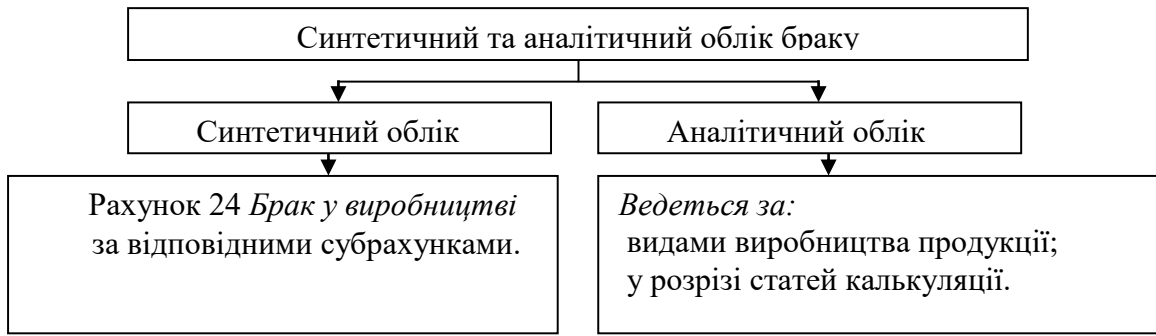 Синтетичний та аналітичний облік браку
Синтетичний облік
Аналітичний облік
Рахунок 24 Брак у виробництві
за відповідними субрахунками.
Ведеться за:
видами виробництва продукції;
у розрізі статей калькуляції.